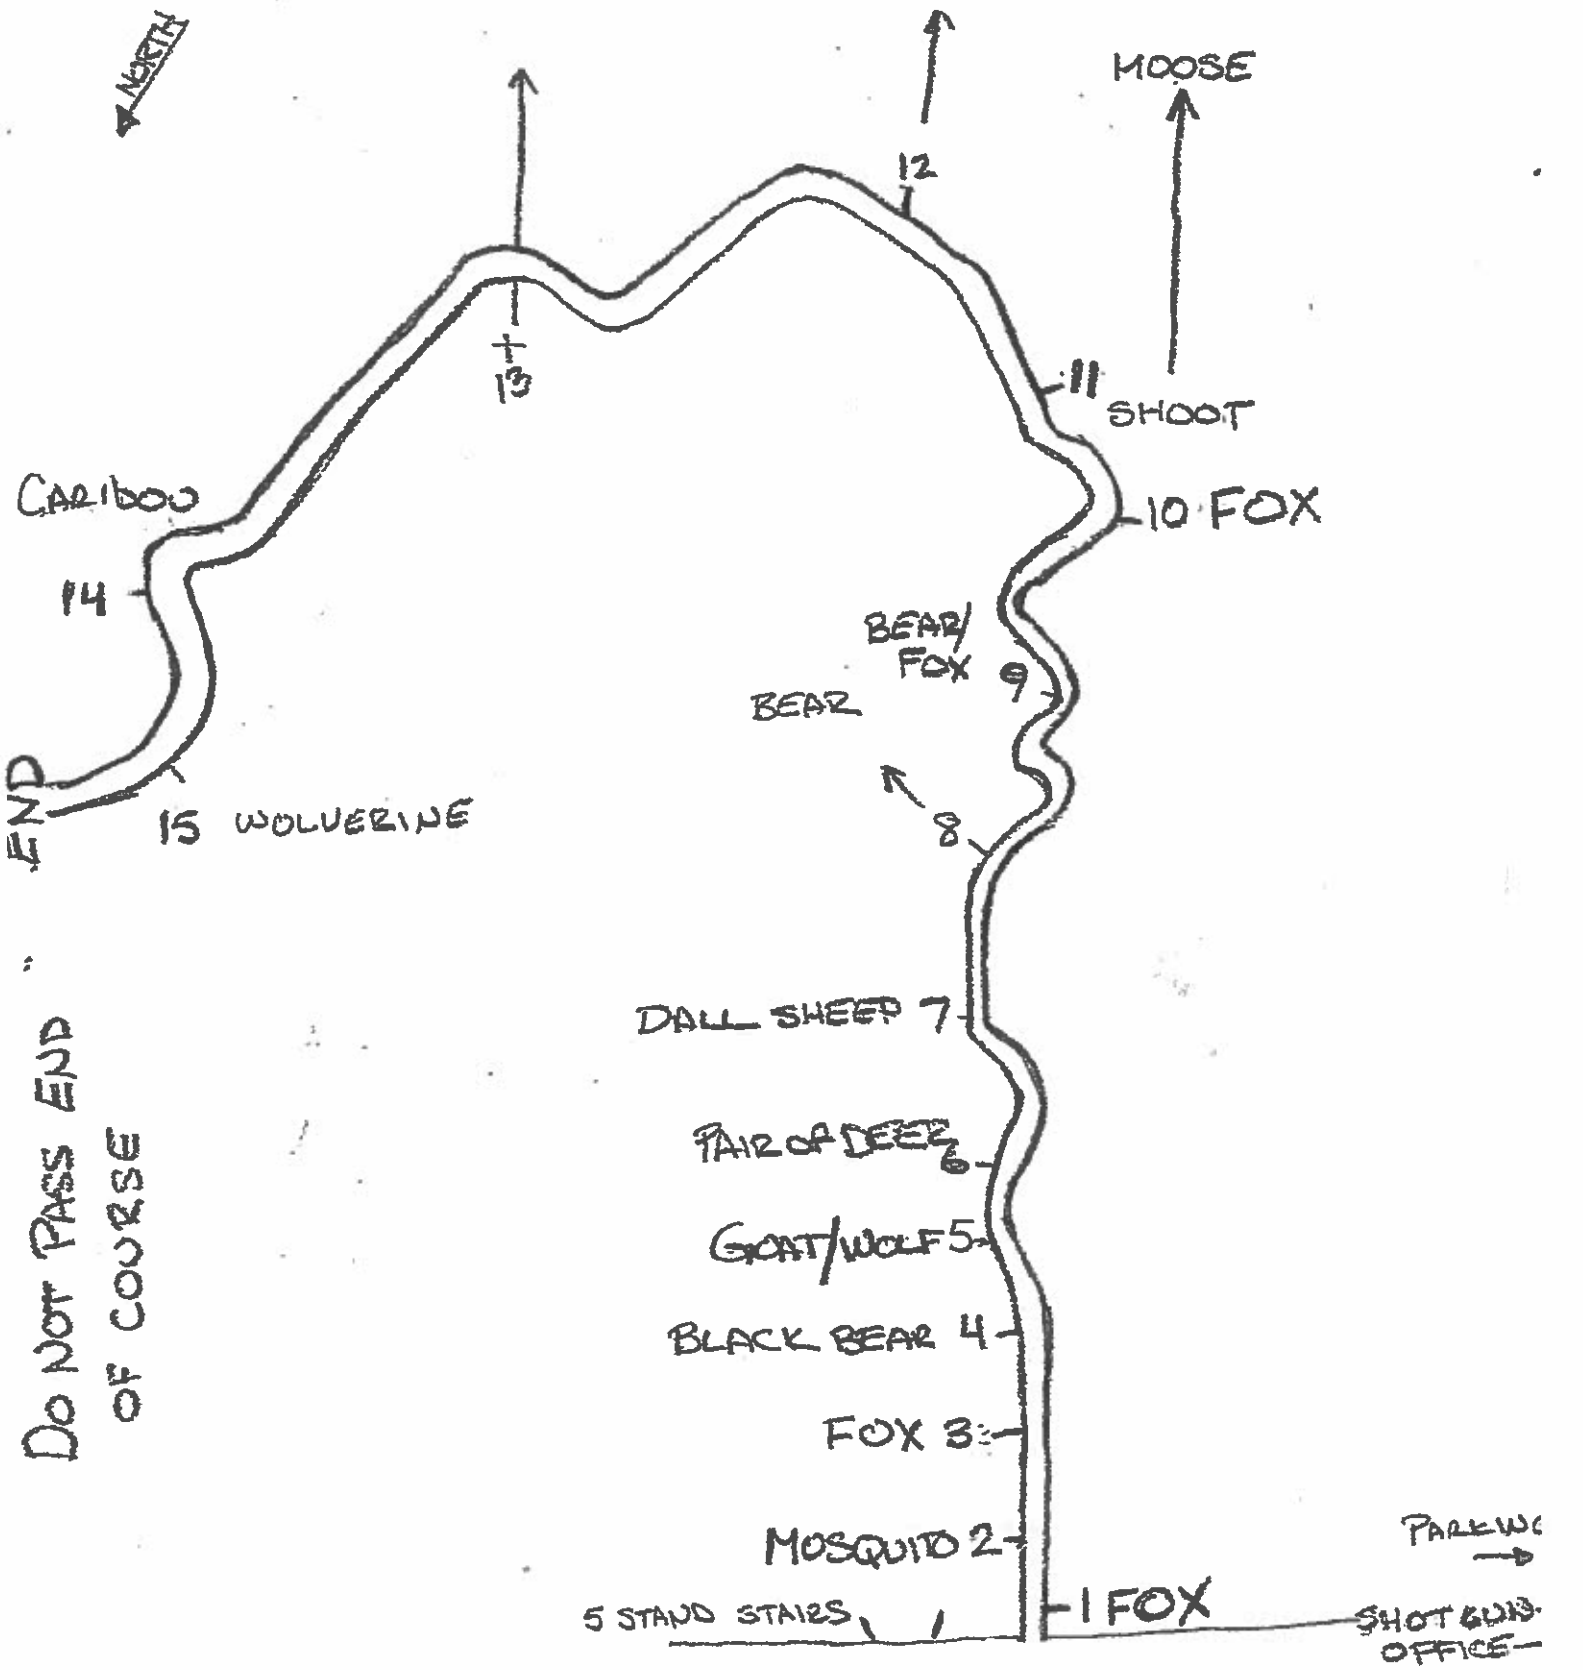 NORTH
MOOSE
12
13
11
SHOOT
CARIBOU
10 FOX
14
BEAR/
FOX 9
BEAR
8
END
15 WOLVERINE
DALL SHEEP 7
DO NOT PASS END
OF COURSE
PAIR OF DEER
6
GOAT/WOLF 5
BLACK BEAR 4
FOX 3
MOSQUITO 2
PARKING
1 FOX
5 STAND STAIRS
SHOTGUN
OFFICE